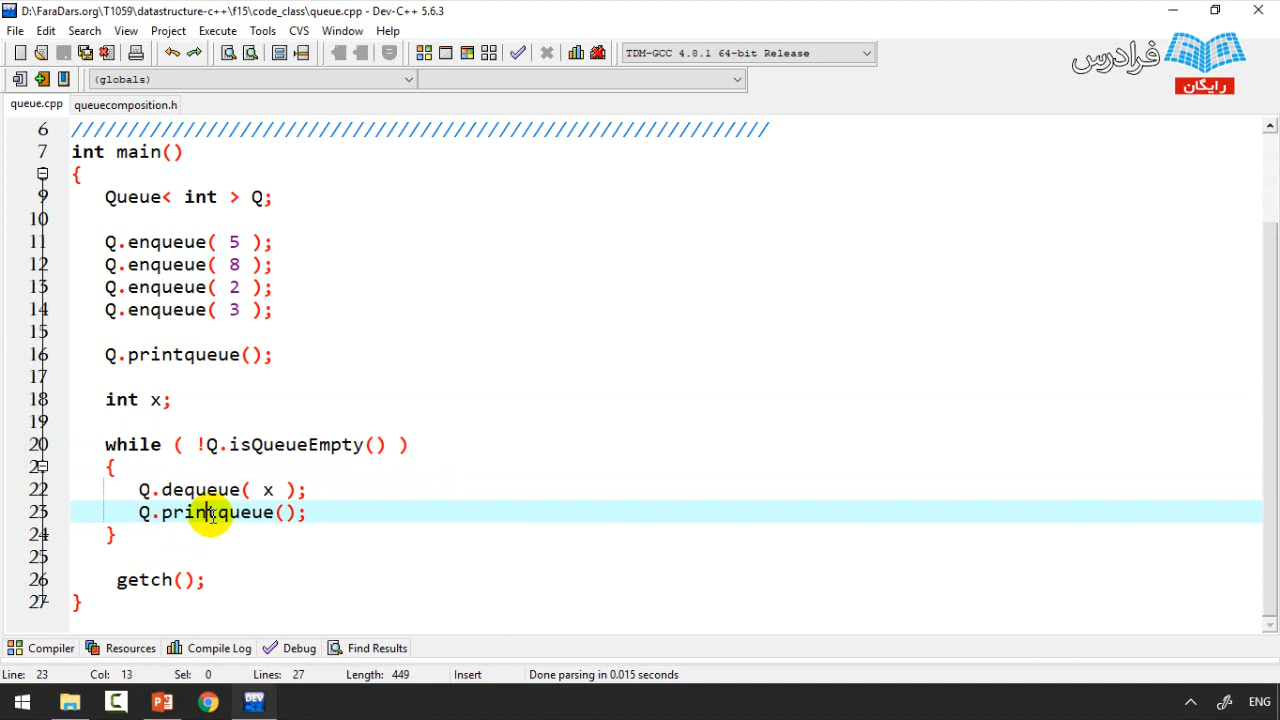 D:\FaraDars.org\T1059\datastructure-c++\f15\code_class\queue.cpp - Dev-C++ 5.6.3
File Edit Search View Project Execute Tools CVS Window Help
TDM-GCC 4.8.1 64-bit Release
فرادرس
رایگان
(globals)
queue.cpp queuecomposition.h
6 //////////////////////////////////////////////////////////////
7 int main()
{
9 Queue< int > Q;
10
11 Q.enqueue( 5 );
12 Q.enqueue( 8 );
13 Q.enqueue( 2 );
14 Q.enqueue( 3 );
15
16 Q.printqueue();
17
18 int x;
19
20 while ( !Q.isQueueEmpty() )
2 {
22 Q.dequeue( x );
23 Q.printqueue();
24 }
25
26 getch();
27 }
Compiler Resources Compile Log Debug Find Results
Line: 23 Col: 13 Sel: 0 Lines: 27 Length: 449 Insert Done parsing in 0.015 seconds
DEV ENG